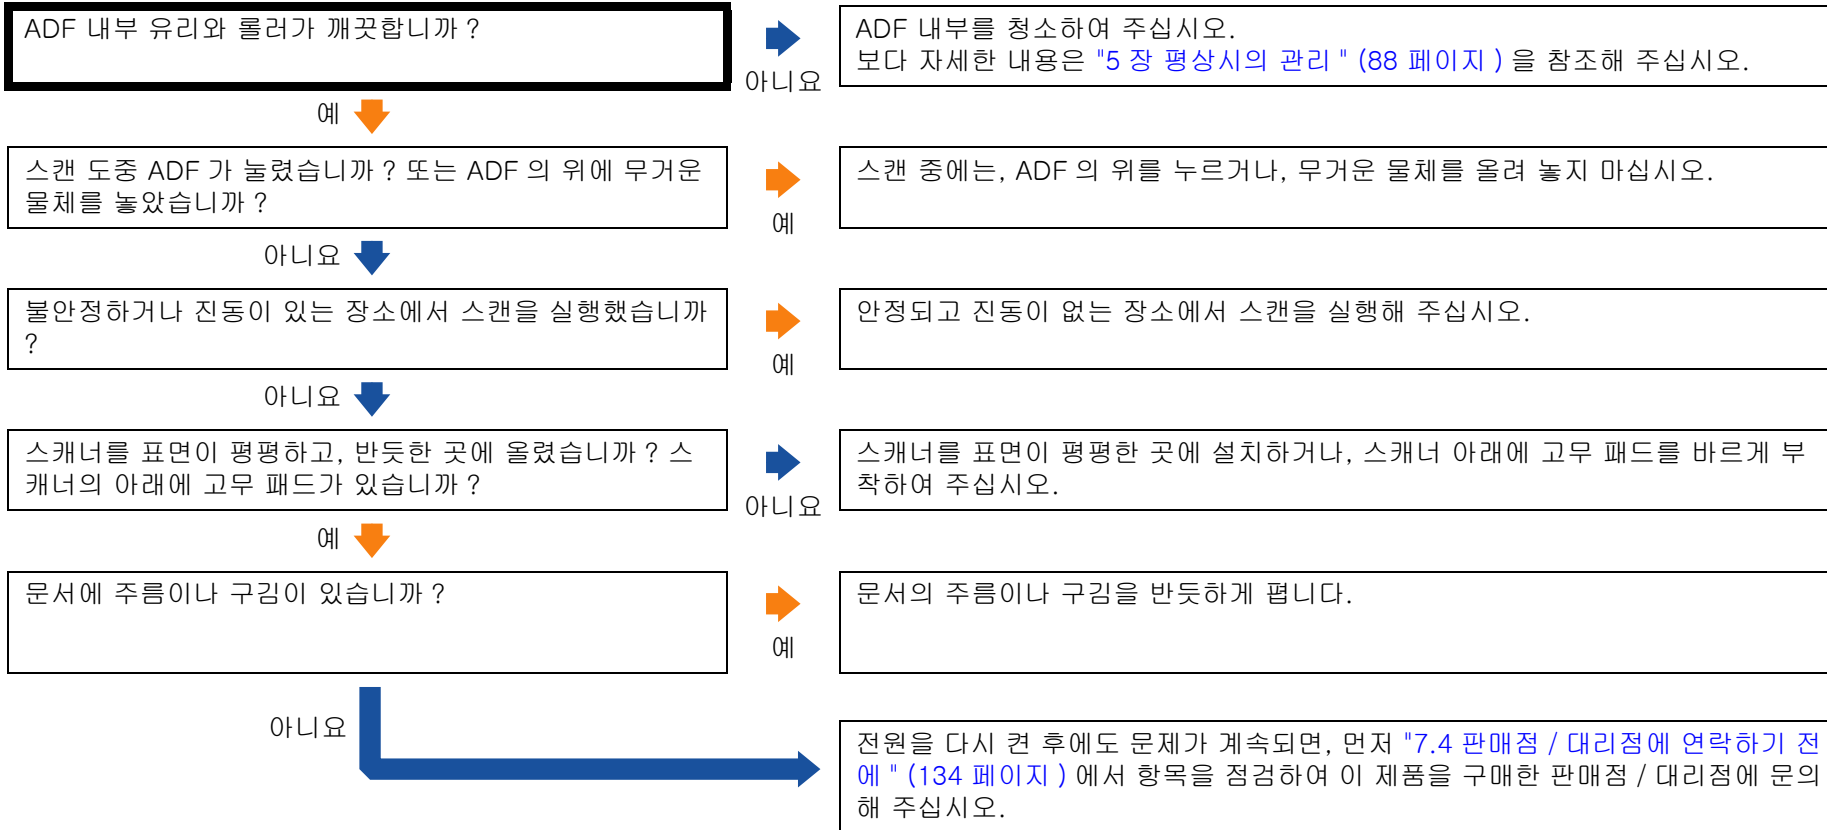 ADF 내부 유리와 롤러가 깨끗합니까 ?
아니요
ADF 내부를 청소하여 주십시오.
보다 자세한 내용은 "5 장 평상시의 관리 " (88 페이지 ) 을 참조해 주십시오.
예
스캔 도중 ADF 가 눌렸습니까 ? 또는 ADF 의 위에 무거운
물체를 놓았습니까 ?
예
스캔 중에는, ADF 의 위를 누르거나, 무거운 물체를 올려 놓지 마십시오.
아니요
불안정하거나 진동이 있는 장소에서 스캔을 실행했습니까
?
예
안정되고 진동이 없는 장소에서 스캔을 실행해 주십시오.
아니요
스캐너를 표면이 평평하고, 반듯한 곳에 올렸습니까 ? 스
캐너의 아래에 고무 패드가 있습니까 ?
아니요
스캐너를 표면이 평평한 곳에 설치하거나, 스캐너 아래에 고무 패드를 바르게 부
착하여 주십시오.
예
문서에 주름이나 구김이 있습니까 ?
예
문서의 주름이나 구김을 반듯하게 폅니다.
아니요
전원을 다시 켠 후에도 문제가 계속되면, 먼저 "7.4 판매점 / 대리점에 연락하기 전
에 " (134 페이지 ) 에서 항목을 점검하여 이 제품을 구매한 판매점 / 대리점에 문의
해 주십시오.